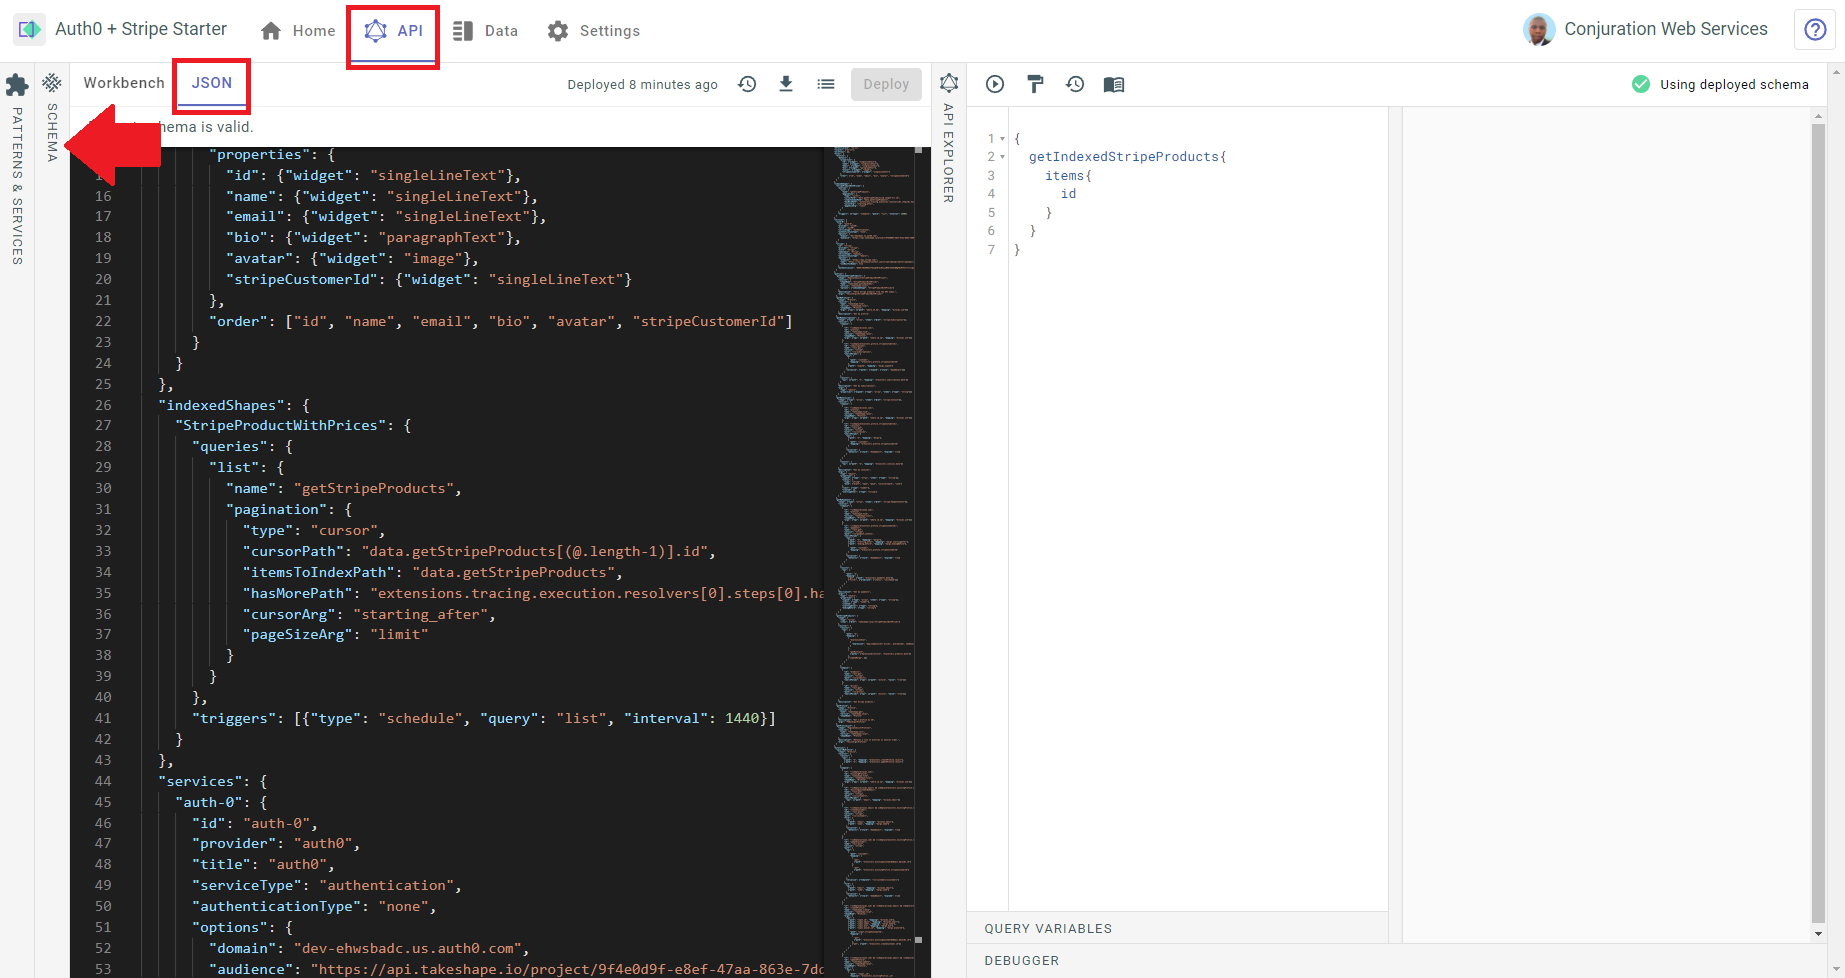 Auth0 + Stripe Starter
Home
API
Data
Settings
Conjuration Web Services
Workbench
JSON
Deployed 8 minutes ago
Deploy
Using deployed schema
PATTERNS & SERVICES
SCHEMA
API EXPLORER
hema is valid.
"properties": {
"id": {"widget": "singleLineText"},
16 "name": {"widget": "singleLineText"},
17 "email": {"widget": "singleLineText"},
18 "bio": {"widget": "paragraphText"},
19 "avatar": {"widget": "image"},
20 "stripeCustomerId": {"widget": "singleLineText"}
21 },
22 "order": ["id", "name", "email", "bio", "avatar", "stripeCustomerId"]
23 }
24 }
25 },
26 "indexedShapes": {
27 "StripeProductWithPrices": {
28 "queries": {
29 "list": {
30 "name": "getStripeProducts",
31 "pagination": {
32 "type": "cursor",
33 "cursorPath": "data.getStripeProducts[(@.length-1)].id",
34 "itemsToIndexPath": "data.getStripeProducts",
35 "hasMorePath": "extensions.tracing.execution.resolvers[0].steps[0].ha
36 "cursorArg": "starting_after",
37 "pageSizeArg": "limit"
38 }
39 }
40 },
41 "triggers": [{"type": "schedule", "query": "list", "interval": 1440}]
42 }
43 },
44 "services": {
45 "auth-0": {
46 "id": "auth-0",
47 "provider": "auth0",
48 "title": "auth0",
49 "serviceType": "authentication",
50 "authenticationType": "none",
51 "options": {
52 "domain": "dev-ehwsbadc.us.auth0.com",
53 "audience": "https://api.takeshape.io/project/9f4e0d9f-e8ef-47aa-863e-7dd
1 {
2 getIndexedStripeProducts{
3 items{
4 id
5 }
6 }
7 }
QUERY VARIABLES
DEBUGGER